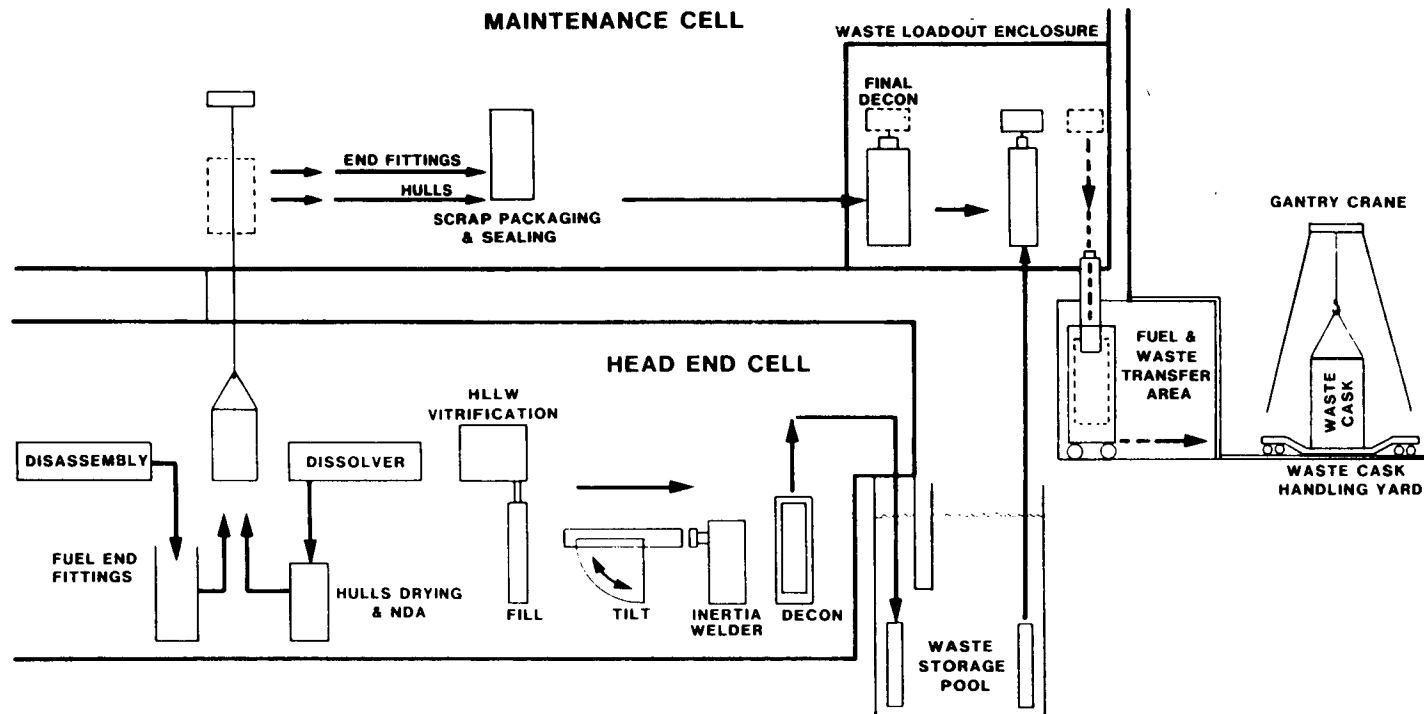 MAINTENANCE CELL
WASTE LOADOUT ENCLOSURE
FINAL
DECON
END FITTINGS
HULLS
SCRAP PACKAGING
& SEALING
GANTRY CRANE
FUEL &
WASTE
TRANSFER
AREA
WASTE
CASK
WASTE CASK
HANDLING YARD
HEAD END CELL
HLLW
VITRIFICATION
DISASSEMBLY
DISSOLVER
FUEL END
FITTINGS
HULLS DRYING
& NDA
FILL
TILT
INERTIA
WELDER
DECON
WASTE
STORAGE
POOL